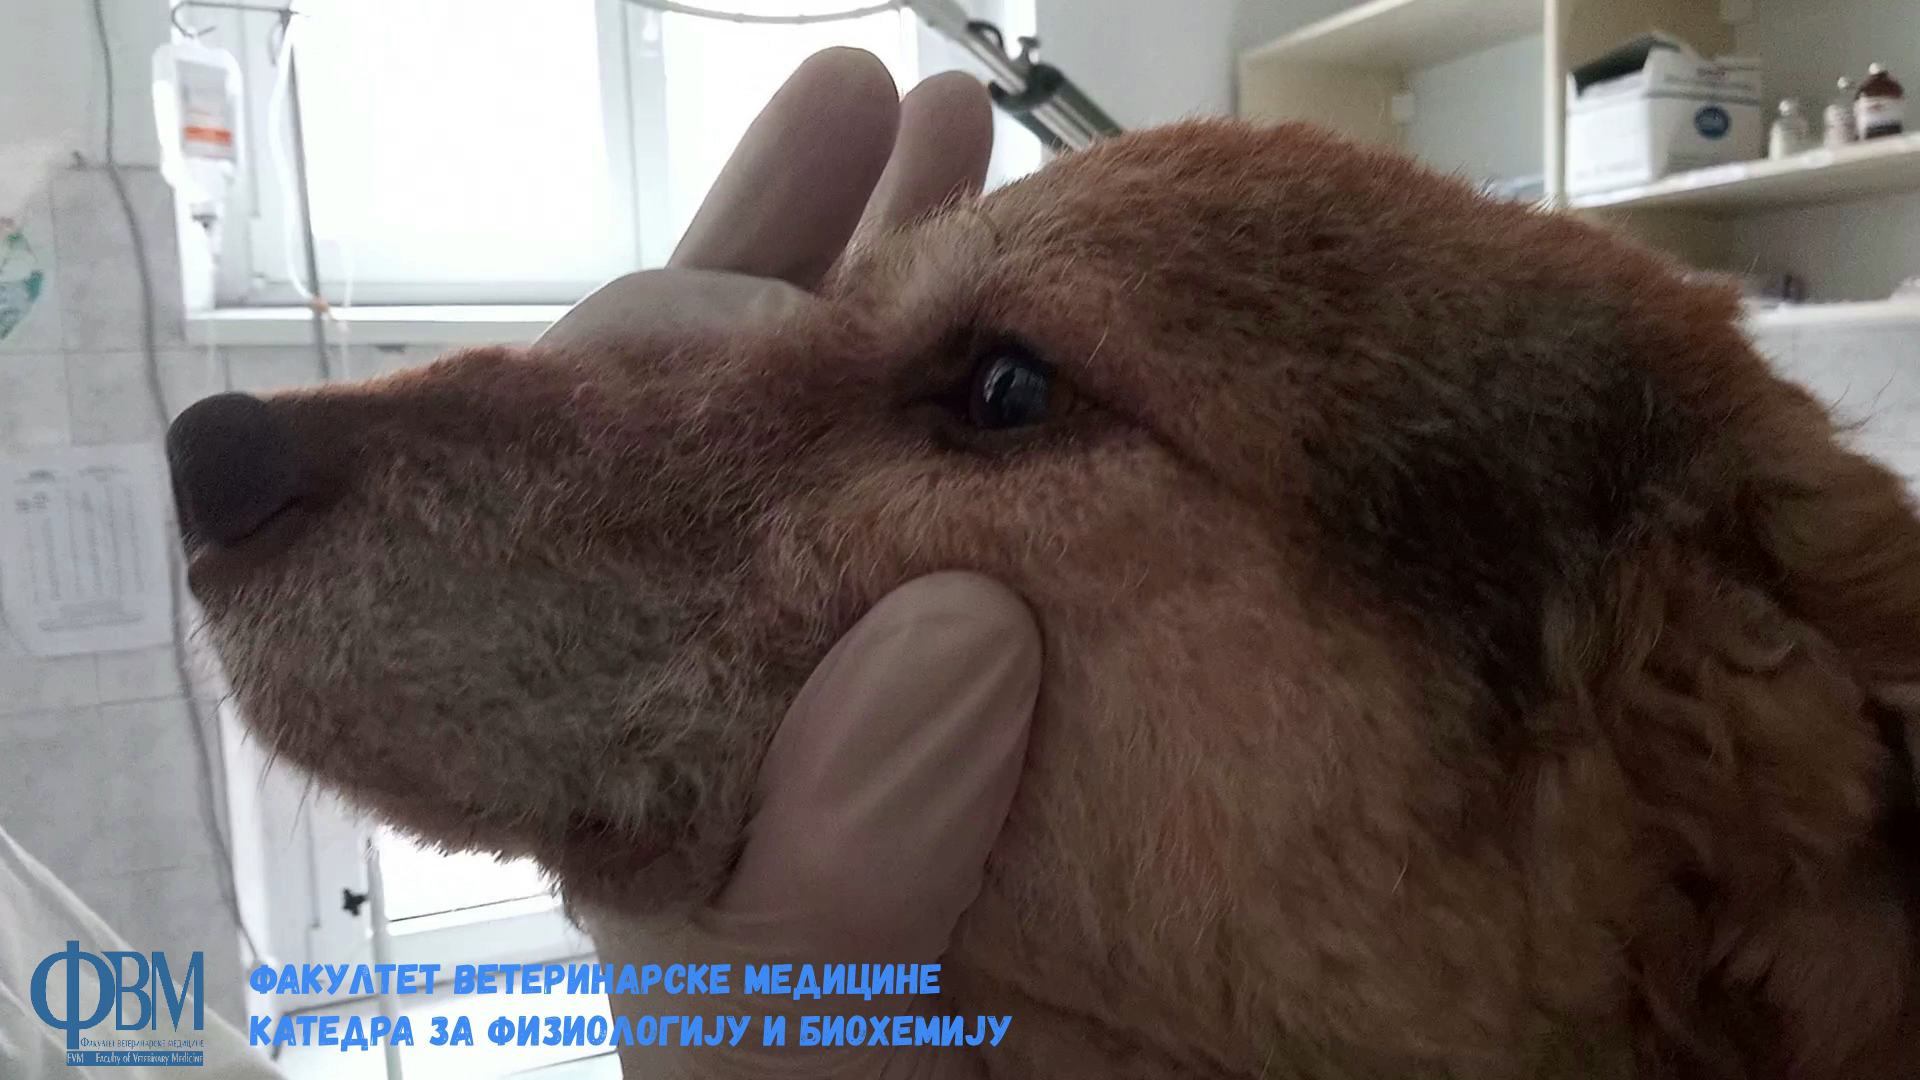 ФВМ
ФАКУЛТЕТ ВЕТЕРИНАРСКЕ МЕДИЦИНЕ
FVM Faculty of Veterinary Medicine
ФАКУЛТЕТ ВЕТЕРИНАРСКЕ МЕДИЦИНЕ
КАТЕДРА ЗА ФИЗИОЛОГИЈУ И БИОХЕМИЈУ